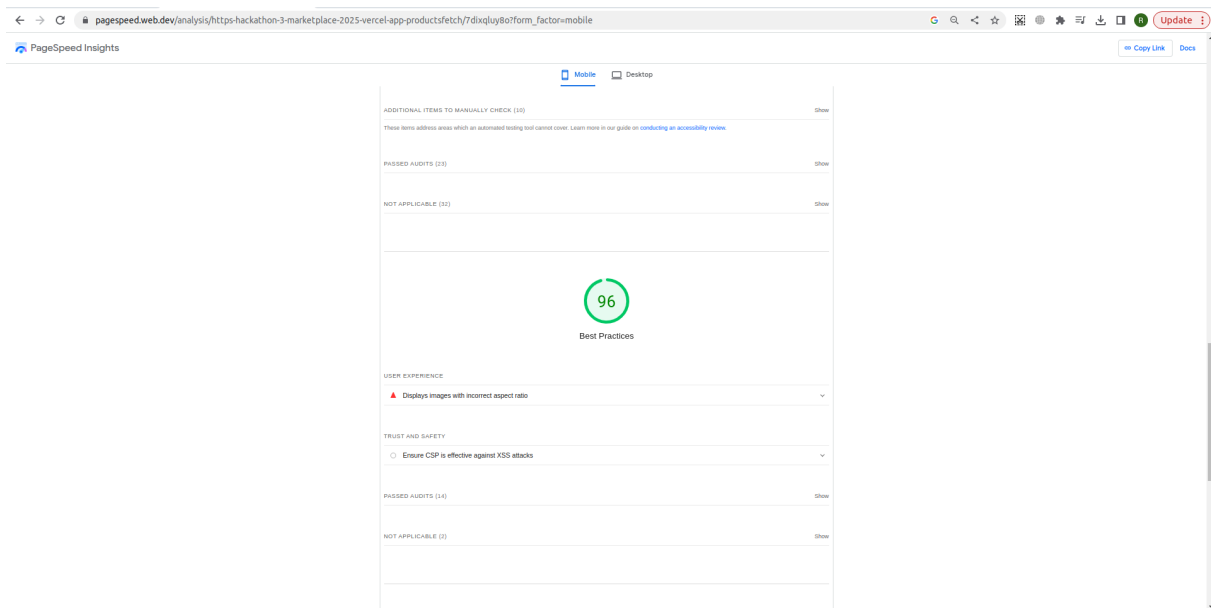 pagespeed.web.dev/analysis/https-hackathon-3-marketplace-2025-vercel-app-productsfetch/7dixqluy8o?form_factor=mobile
R
Update
PageSpeed Insights
Copy Link
Docs
Mobile
Desktop
ADDITIONAL ITEMS TO MANUALLY CHECK (10)
Show
These items address areas which an automated testing tool cannot cover. Learn more in our guide on conducting an accessibility review.
PASSED AUDITS (23)
Show
NOT APPLICABLE (32)
Show
96
Best Practices
USER EXPERIENCE
Displays images with incorrect aspect ratio
TRUST AND SAFETY
Ensure CSP is effective against XSS attacks
PASSED AUDITS (14)
Show
NOT APPLICABLE (2)
Show